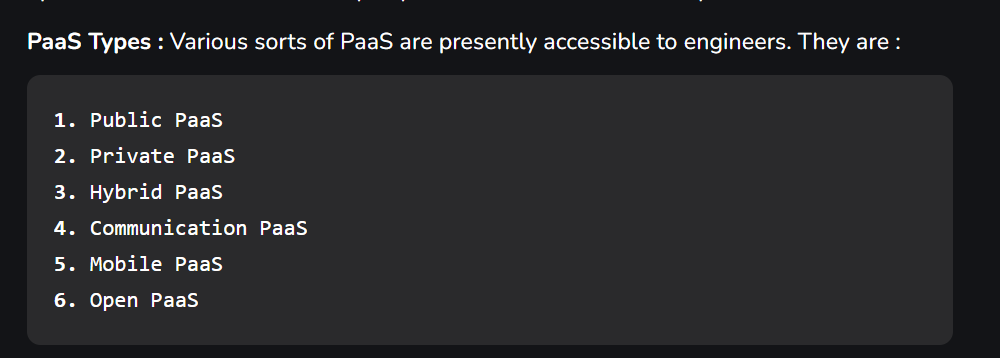 PaaS Types : Various sorts of PaaS are presently accessible to engineers. They are :
1. Public PaaS
2. Private PaaS
3. Hybrid PaaS
4. Communication PaaS
5. Mobile PaaS
6. Open PaaS